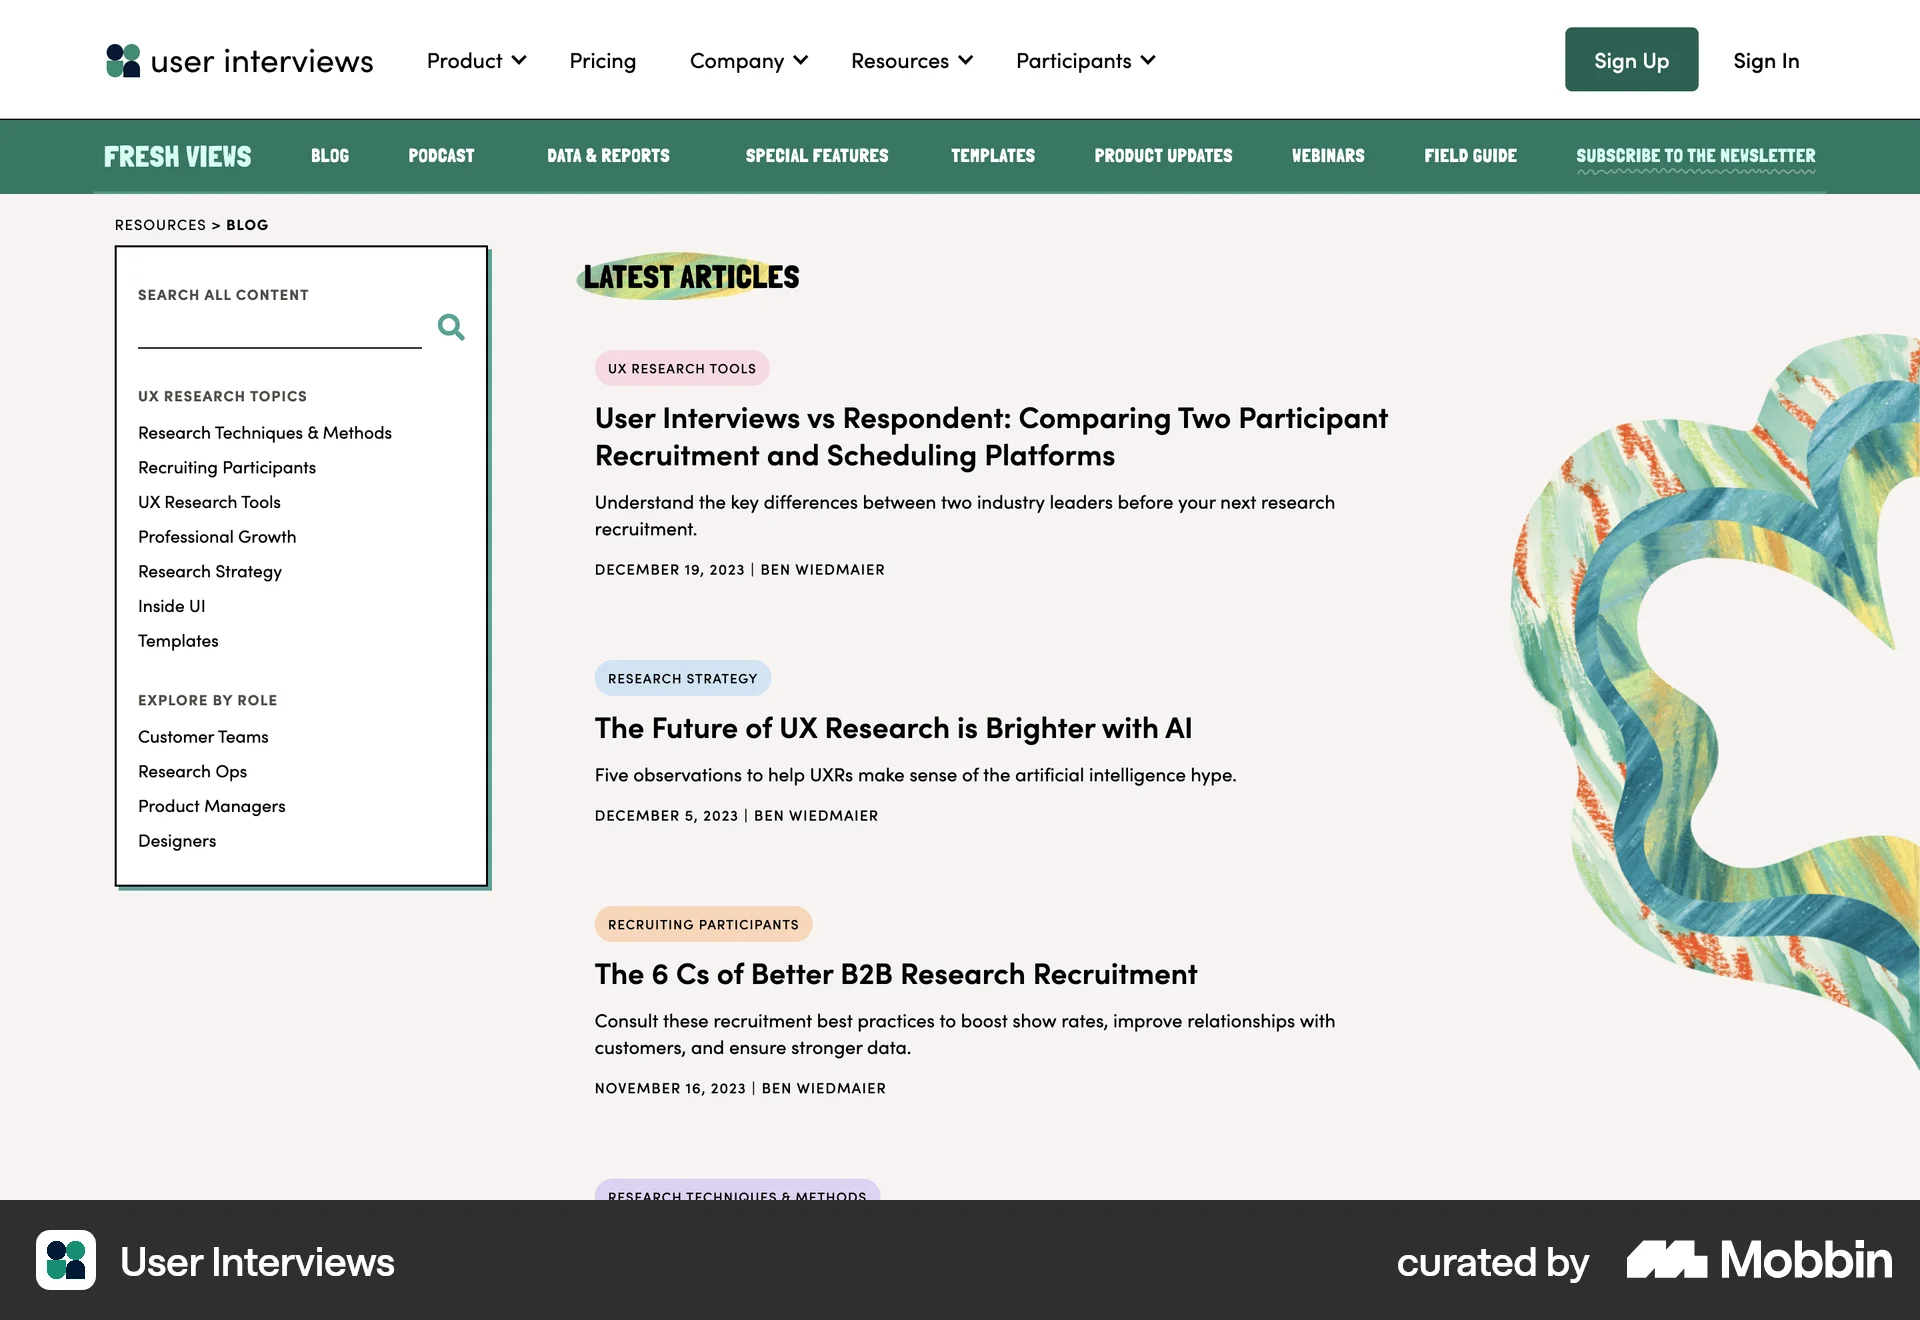 user interviews
Product
Pricing
Company
Resources
Participants
Sign Up
Sign In
FRESH VIEWS
BLOG
PODCAST
DATA & REPORTS
SPECIAL FEATURES
TEMPLATES
PRODUCT UPDATES
WEBINARS
FIELD GUIDE
SUBSCRIBE TO THE NEWSLETTER
RESOURCES > BLOG
SEARCH ALL CONTENT
UX RESEARCH TOPICS
Research Techniques & Methods
Recruiting Participants
UX Research Tools
Professional Growth
Research Strategy
Inside UI
Templates
EXPLORE BY ROLE
Customer Teams
Research Ops
Product Managers
Designers
LATEST ARTICLES
UX RESEARCH TOOLS
User Interviews vs Respondent: Comparing Two Participant
Recruitment and Scheduling Platforms
Understand the key differences between two industry leaders before your next research
recruitment.
DECEMBER 19, 2023 | BEN WIEDMAIER
RESEARCH STRATEGY
The Future of UX Research is Brighter with AI
Five observations to help UXRs make sense of the artificial intelligence hype.
DECEMBER 5, 2023 | BEN WIEDMAIER
RECRUITING PARTICIPANTS
The 6 Cs of Better B2B Research Recruitment
Consult these recruitment best practices to boost show rates, improve relationships with
customers, and ensure stronger data.
NOVEMBER 16, 2023 | BEN WIEDMAIER
RESEARCH TECHNIQUES & METHODS
User Interviews
curated by Mobbin